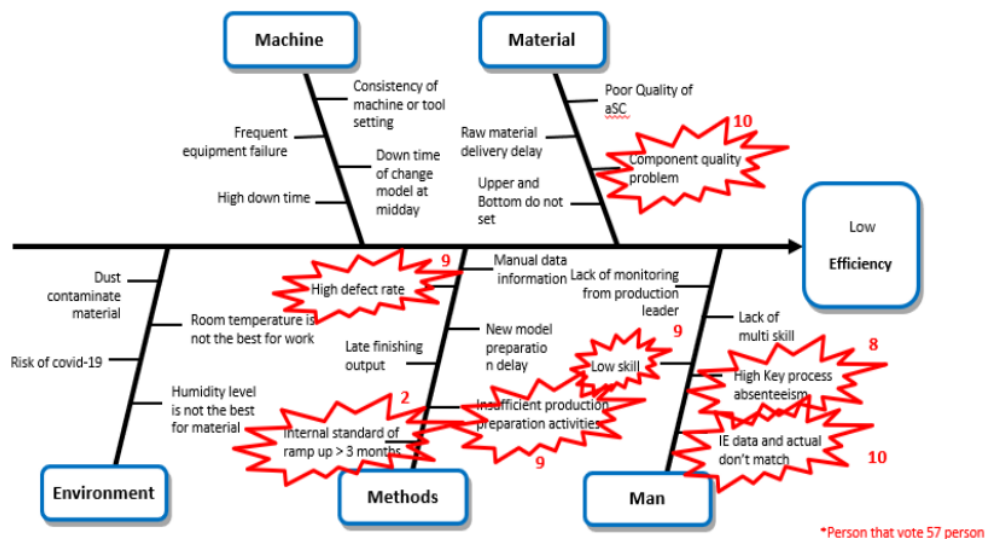 Machine
Material
Consistency of
machine or tool
setting
Frequent
equipment failure
Down time
of change
model at
midday
High down time
Poor Quality of
aSC
Raw material
delivery delay
10
Component quality
problem
Upper and
Bottom do not
set
Low
Efficiency
Dust
contaminate
material
Room temperature is
not the best for work
Risk of covid-19
Humidity level
is not the best
for material
9
High defect rate
Manual data
information
Late finishing
output
New model
preparatio
n delay
2
Internal standard of
ramp up > 3 months
Insufficient production
preparation activities
9
Lack of monitoring
from production
leader
Lack of
multi skill
9
Low skill
8
High Key process
absenteeism
IE data and actual
don't match
10
Environment
Methods
Man
*Person that vote 57 person